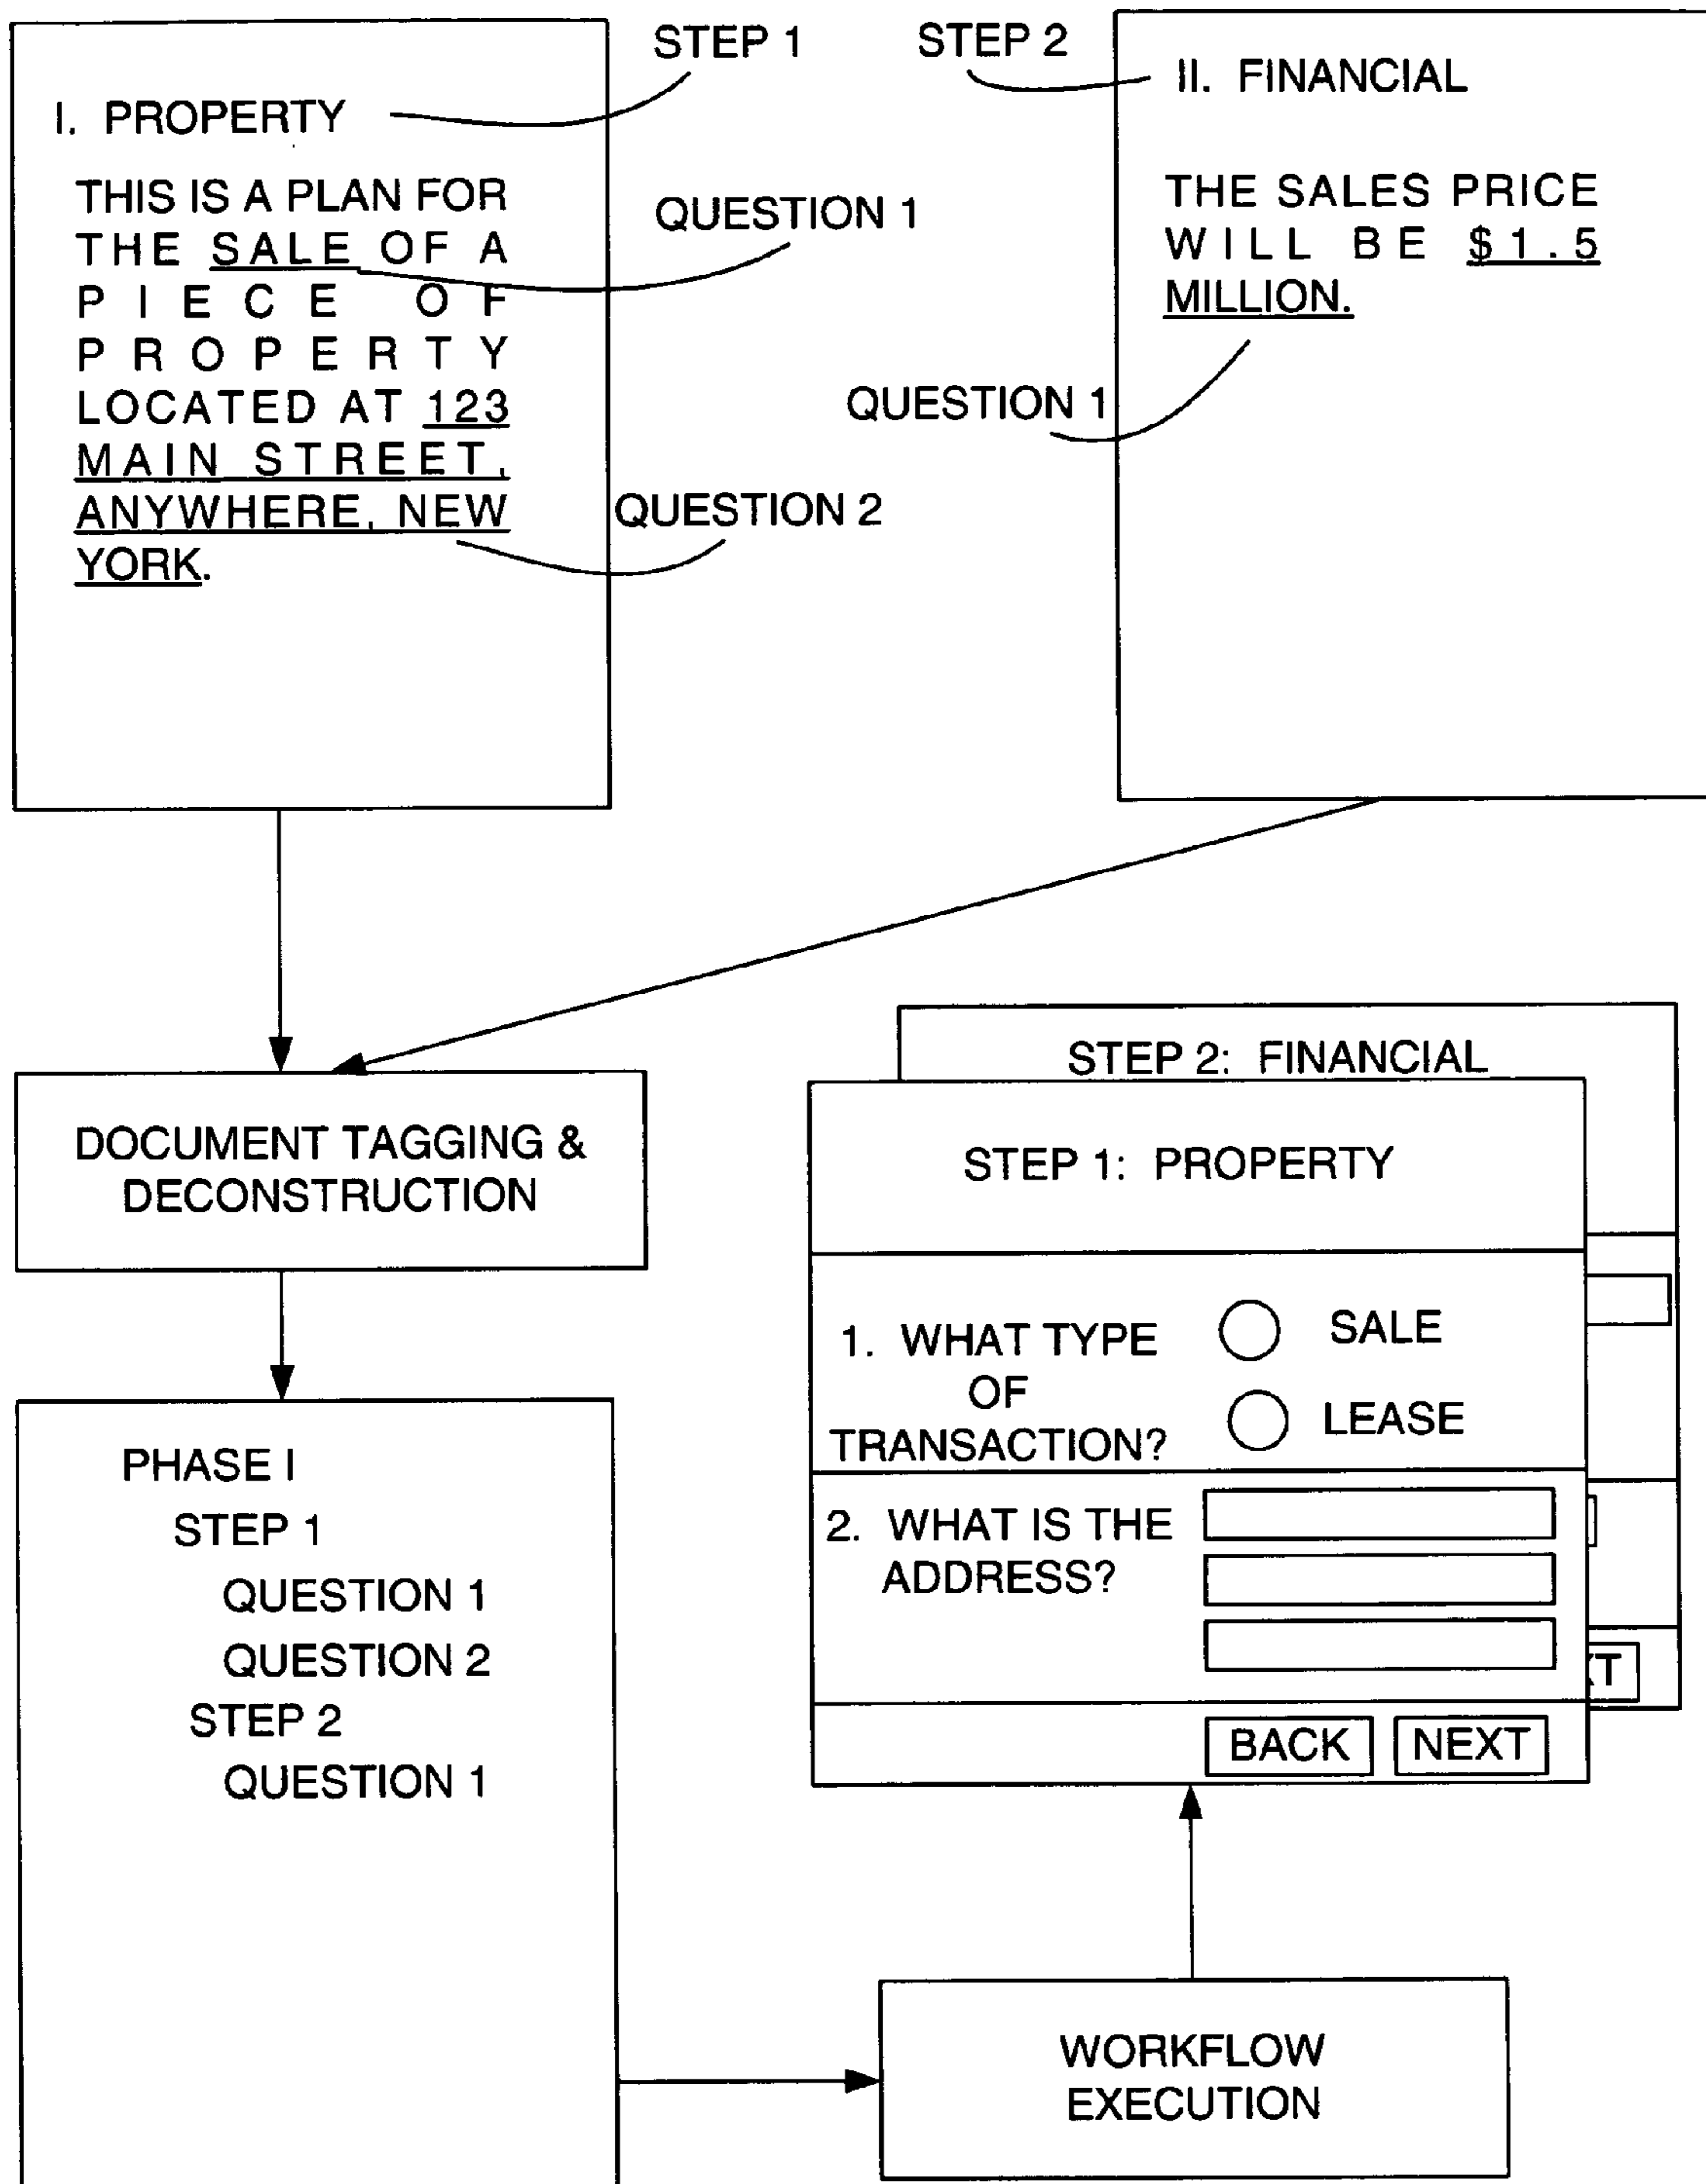 STEP 1
STEP 2
I. PROPERTY
THIS IS A PLAN FOR
THE SALE OF A
PIECE OF
PROPERTY
LOCATED AT 123
MAIN STREET,
ANYWHERE, NEW
YORK.
QUESTION 1
QUESTION 2
II. FINANCIAL
THE SALES PRICE
WILL BE $1.5
MILLION.
QUESTION 1
DOCUMENT TAGGING &
DECONSTRUCTION
PHASE I
STEP 1
QUESTION 1
QUESTION 2
STEP 2
QUESTION 1
STEP 2: FINANCIAL
STEP 1: PROPERTY
1. WHAT TYPE
OF
TRANSACTION?
SALE
LEASE
2. WHAT IS THE
ADDRESS?
BACK
NEXT
XT
WORKFLOW
EXECUTION